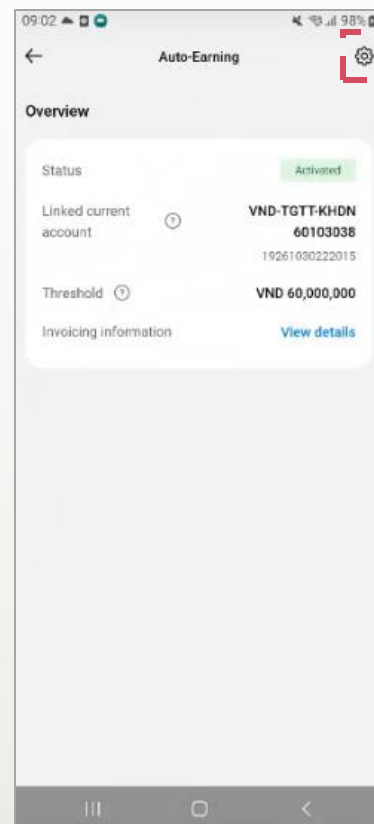 09:02 98%
Auto-Earning
Overview
Status Activated
Linked current account VND-TGTT-KHDN 60103038
19261030222015
Threshold VND 60,000,000
Invoicing information View details